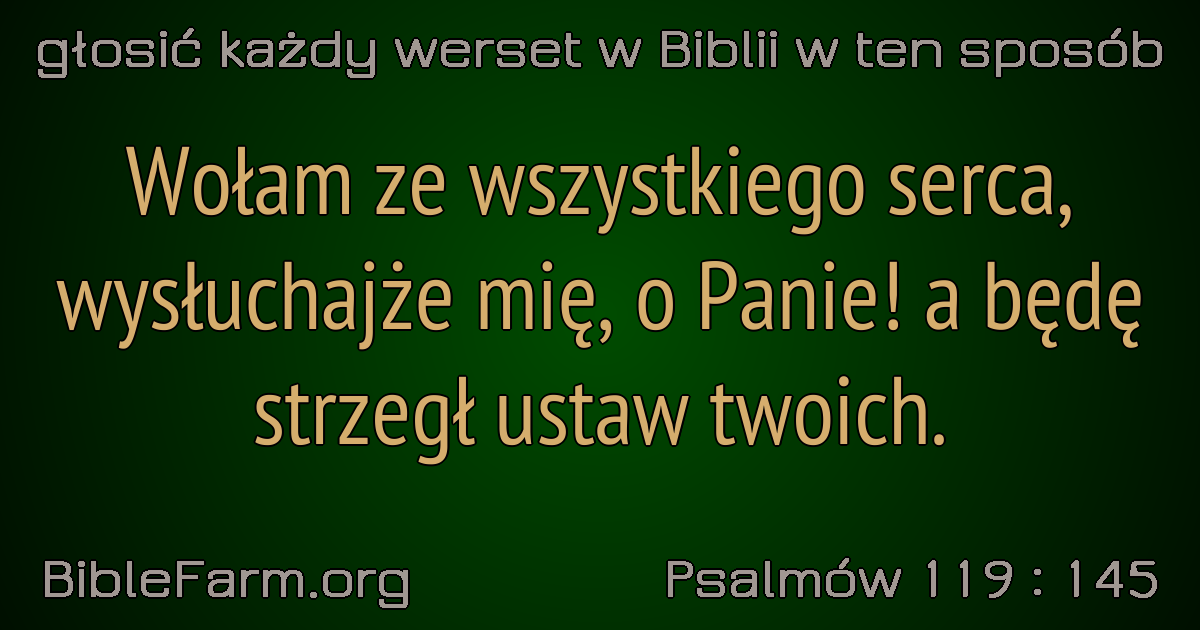 głosić każdy werset w Biblii w ten sposób
Wołam ze wszystkiego serca,
wysłuchajże mię, o Panie! a będę
strzegł ustaw twoich.
BibleFarm.org
Psalmów 119 : 145